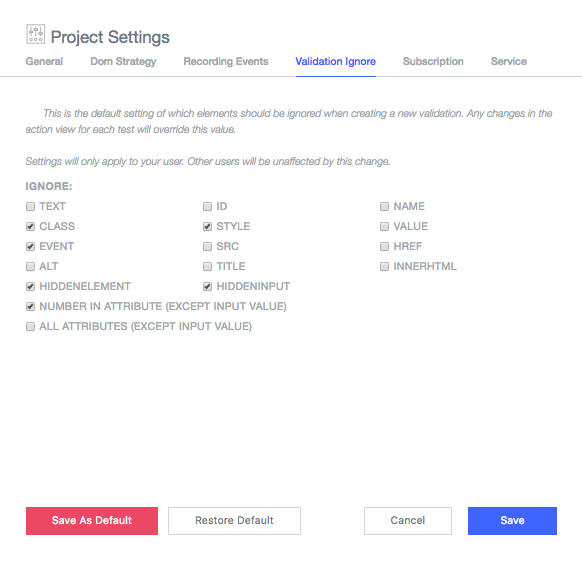 Project Settings
General Dom Strategy Recording Events Validation Ignore Subscription Service
This is the default setting of which elements should be ignored when creating a new validation. Any changes in the
action view for each test will override this value.
Settings will only apply to your user. Other users will be unaffected by this change.
IGNORE:
TEXT ID NAME
CLASS STYLE VALUE
EVENT SRC HREF
ALT TITLE INNERHTML
HIDDENELEMENT HIDDENINPUT
NUMBER IN ATTRIBUTE (EXCEPT INPUT VALUE)
ALL ATTRIBUTES (EXCEPT INPUT VALUE)
Save As Default Restore Default Cancel Save